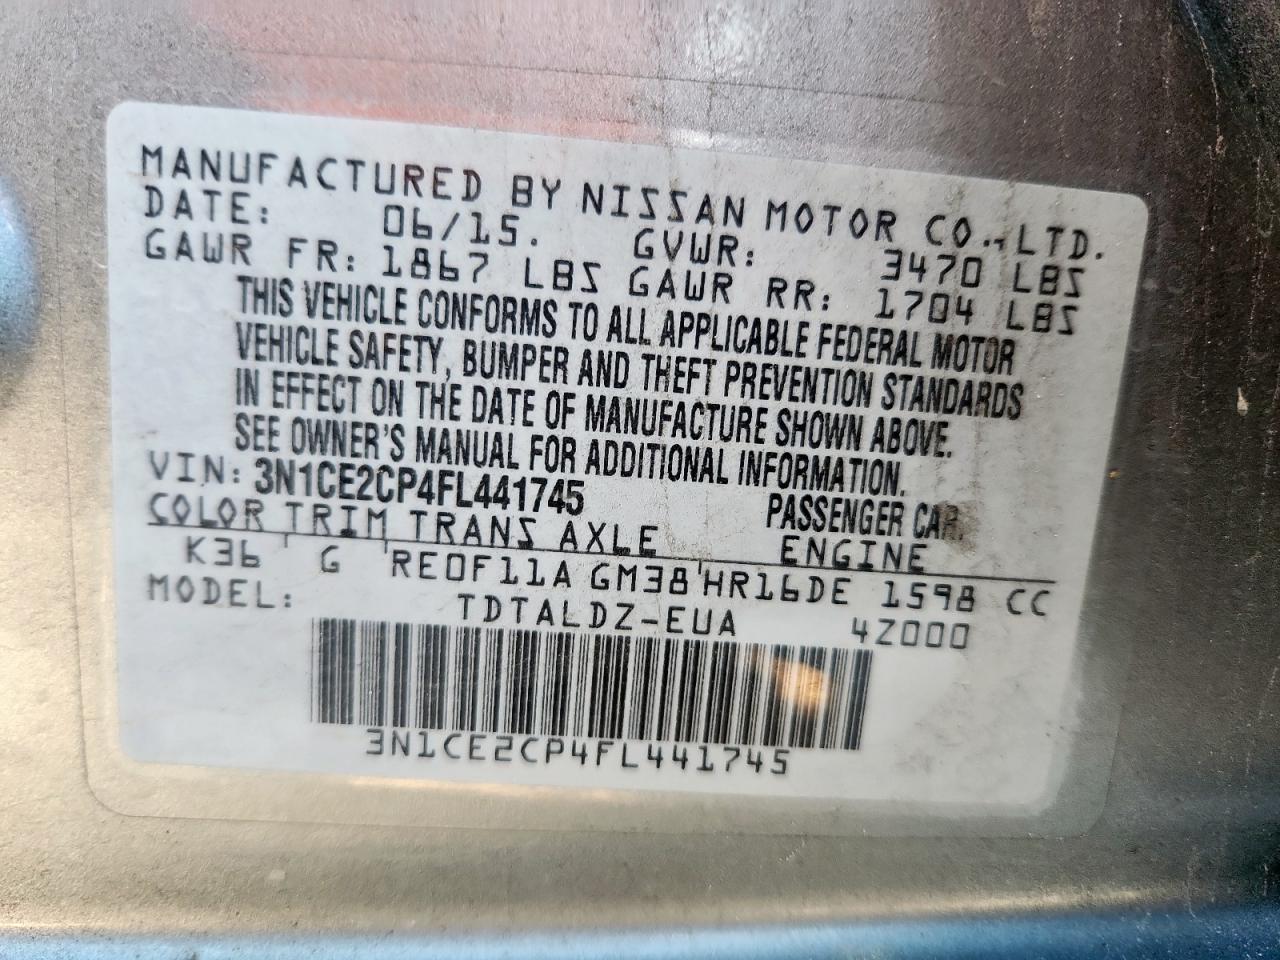 MANUFACTURED BY NISSAN MOTOR CO., LTD.
DATE: 06/15. GVWR: 3470 LBS
GAWR FR: 1867 LBS GAWR RR: 1704 LBS
THIS VEHICLE CONFORMS TO ALL APPLICABLE FEDERAL MOTOR
VEHICLE SAFETY, BUMPER AND THEFT PREVENTION STANDARDS
IN EFFECT ON THE DATE OF MANUFACTURE SHOWN ABOVE.
SEE OWNER'S MANUAL FOR ADDITIONAL INFORMATION.
VIN: 3N1CE2CP4FL441745 PASSENGER CAR.
COLOR TRIM TRANS AXLE ENGINE
K36 G RE0F11A GM38 HR16DE 1598 CC
MODEL: TDTALDZ-EUA 4Z000
3N1CE2CP4FL441745